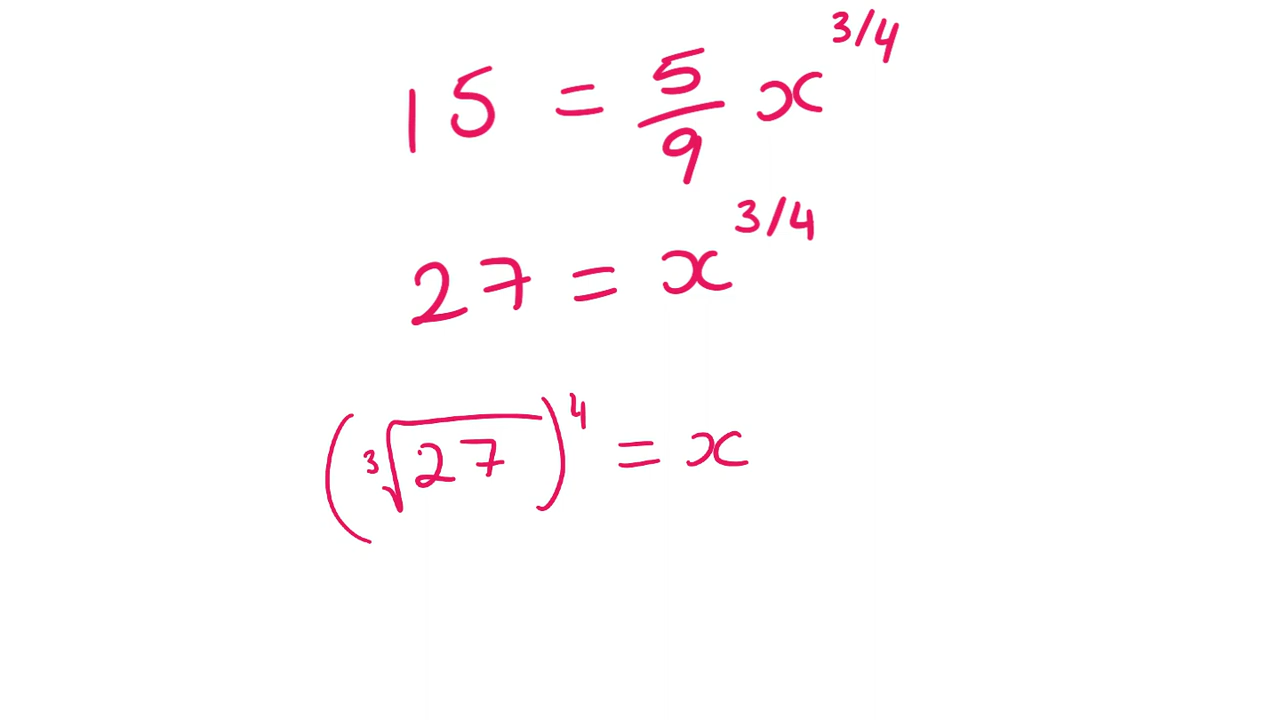 15 = 5/9 x^{3/4}
27 = x^{3/4}
(∛27)^4 = x